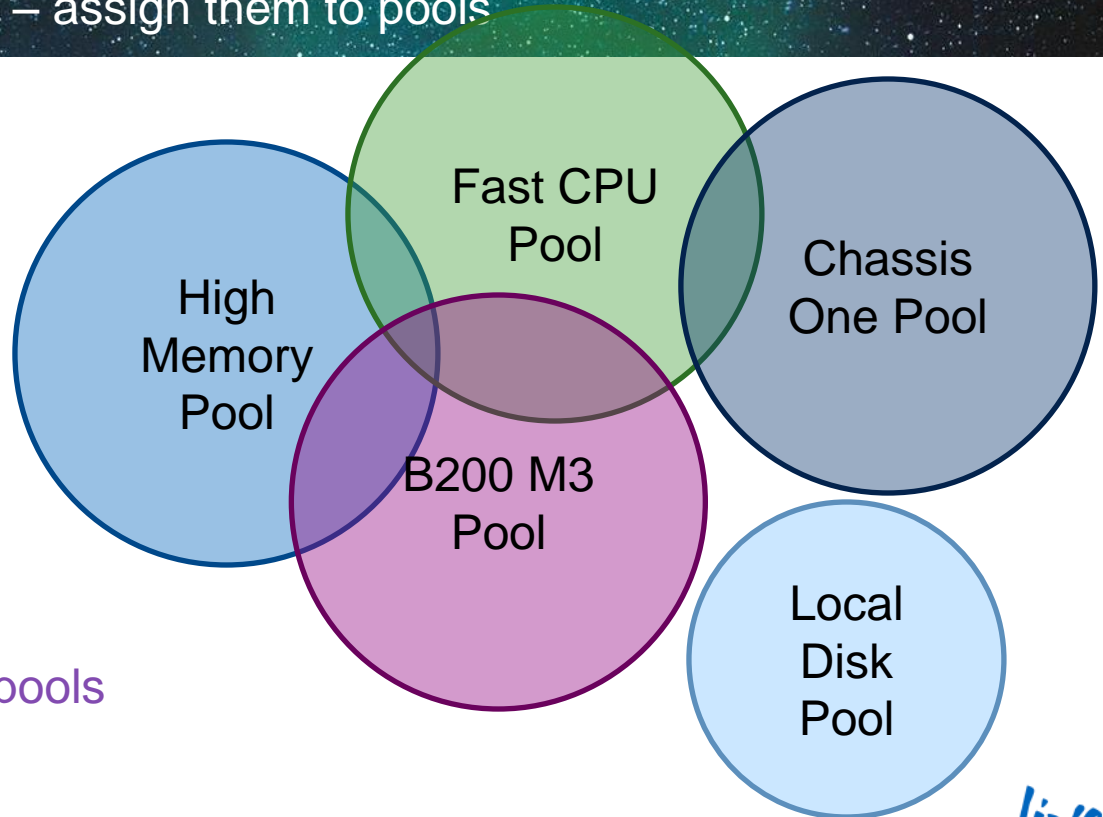 – assign them to pools
Fast CPU
Pool
Chassis
One Pool
High
Memory
Pool
B200 M3
Pool
Local
Disk
Pool
pools